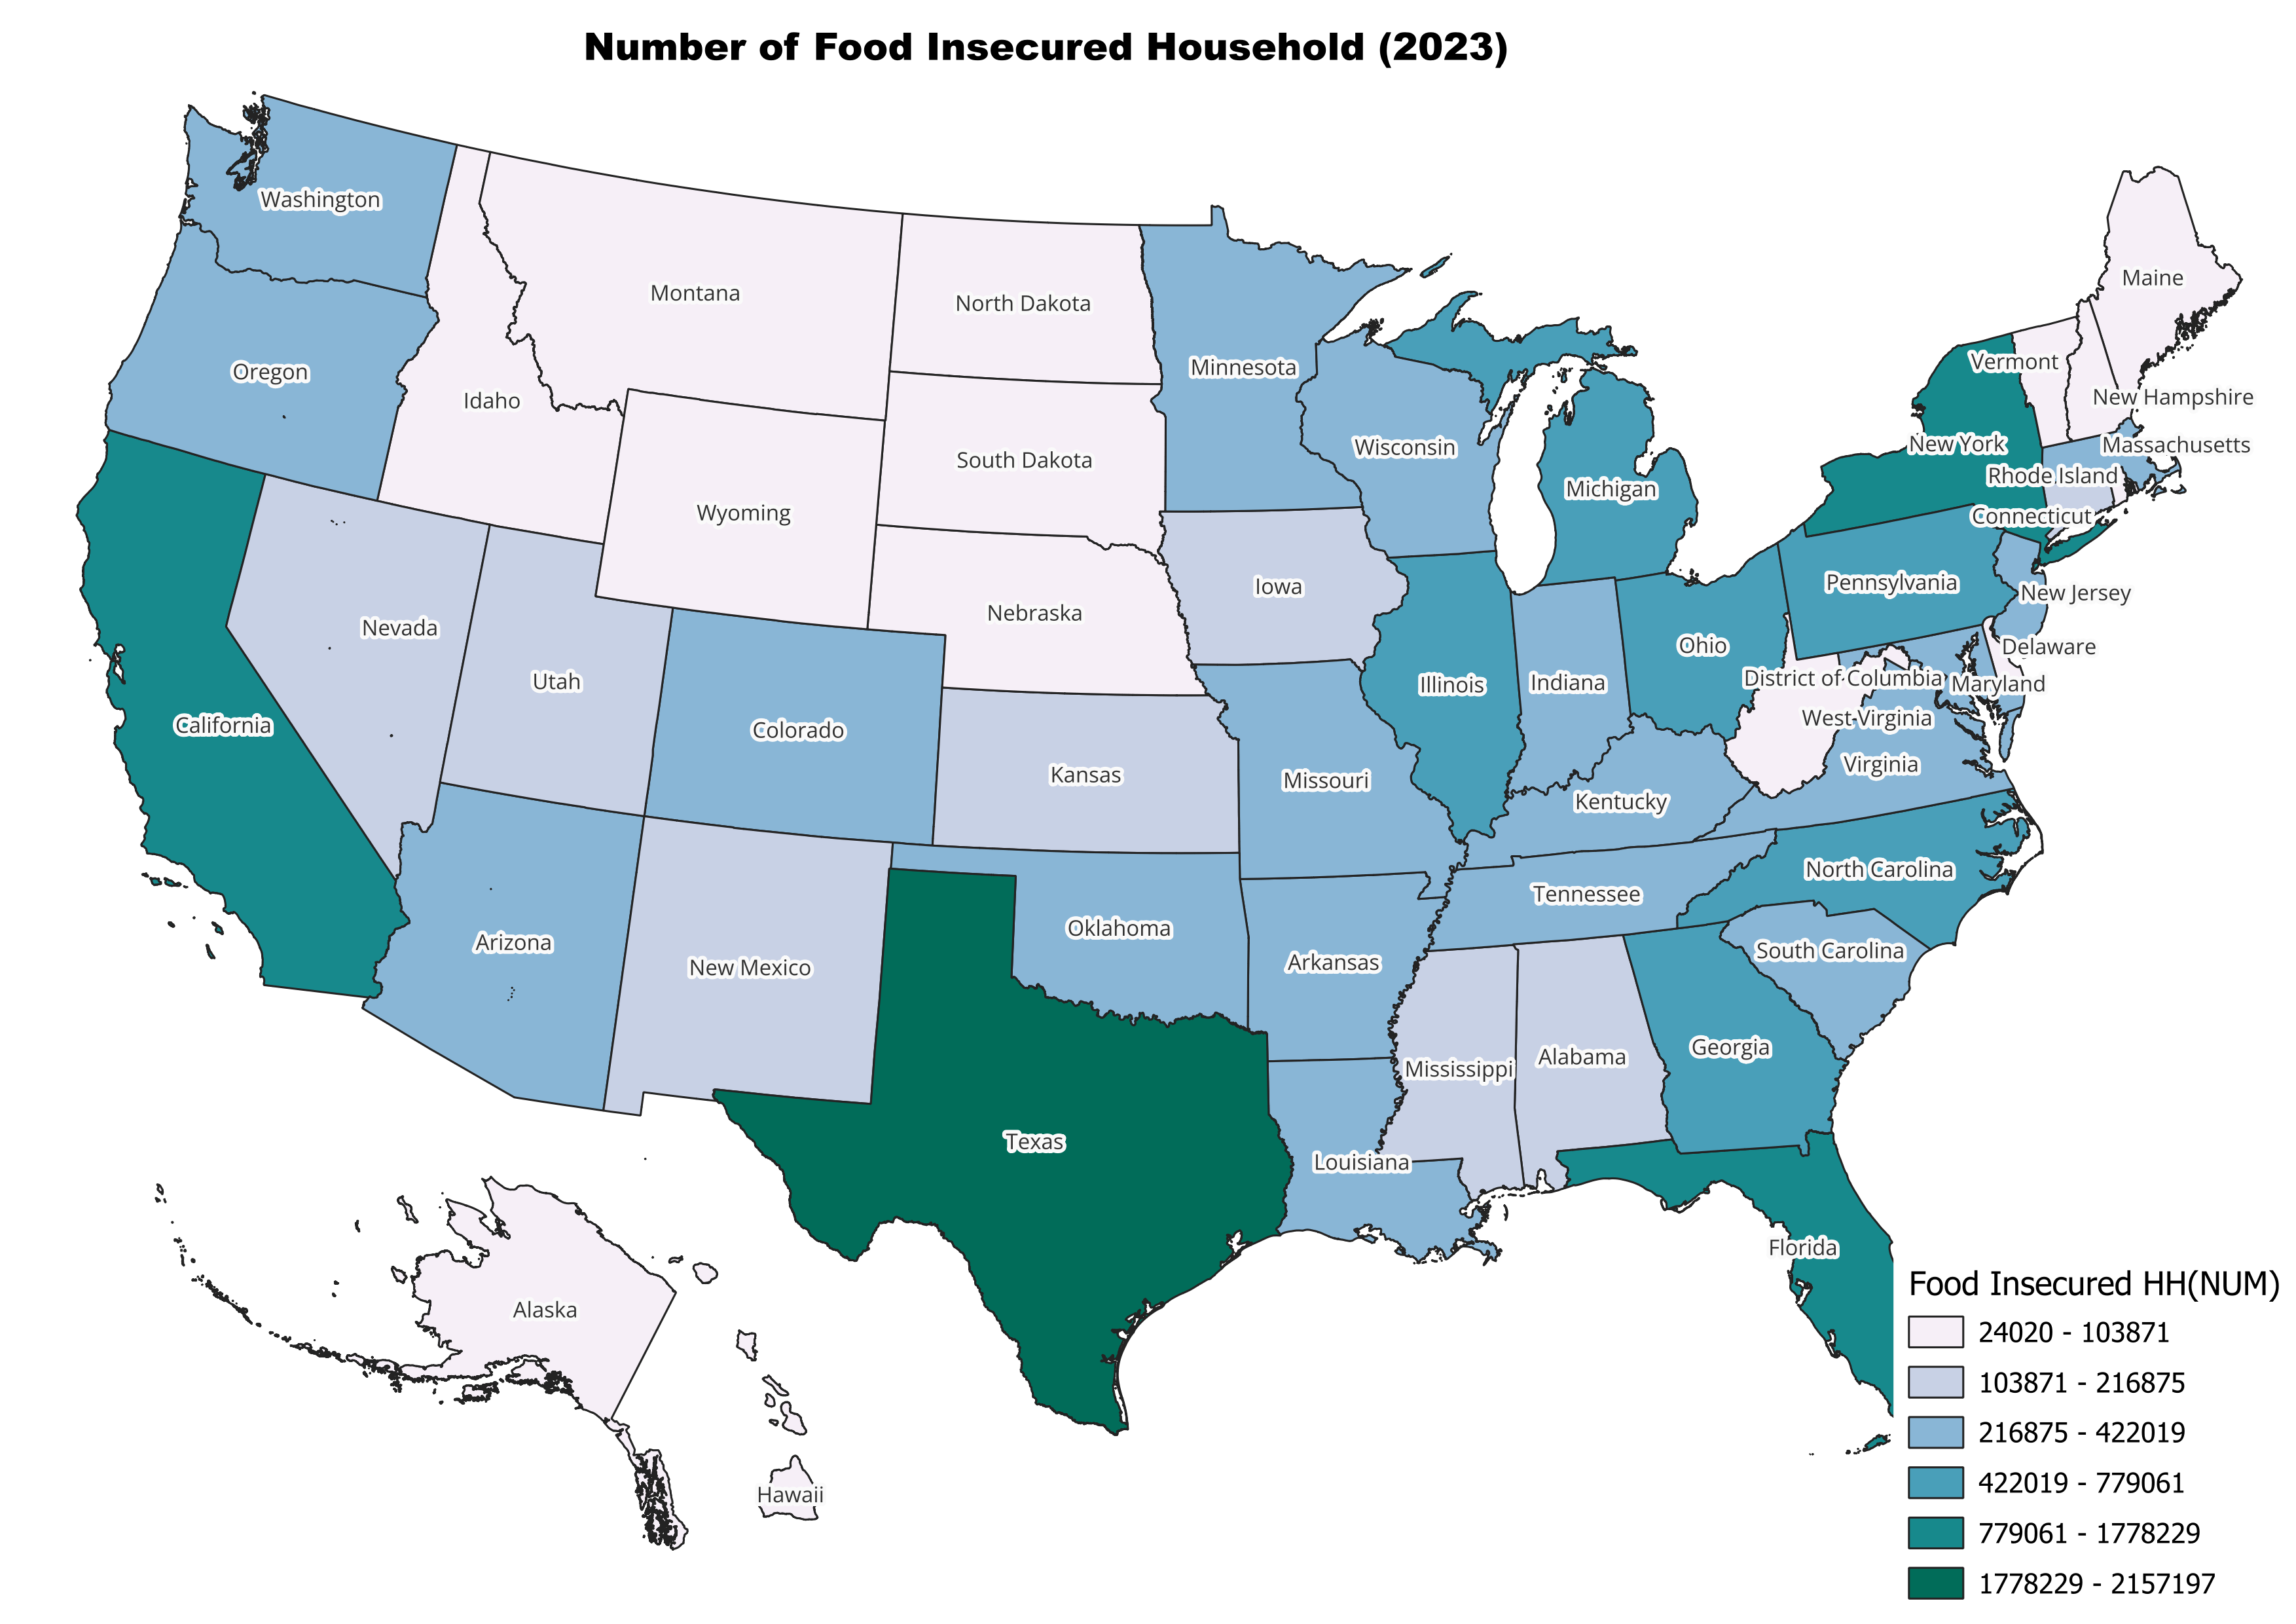 Number of Food Insecured Household (2023)
Washington
Montana
North Dakota
Minnesota
Maine
Oregon
Idaho
Vermont
New Hampshire
Wisconsin
New York
Massachusetts
South Dakota
Michigan
Rhode Island
Wyoming
Connecticut
Iowa
Pennsylvania
New Jersey
Nebraska
Nevada
Ohio
Delaware
Utah
Illinois
Indiana
District of Columbia
Maryland
California
Colorado
West Virginia
Kansas
Missouri
Virginia
Kentucky
North Carolina
Tennessee
Arizona
Oklahoma
South Carolina
New Mexico
Arkansas
Georgia
Mississippi
Alabama
Texas
Louisiana
Florida
Alaska
Hawaii
Food Insecured HH(NUM)
24020 - 103871
103871 - 216875
216875 - 422019
422019 - 779061
779061 - 1778229
1778229 - 2157197